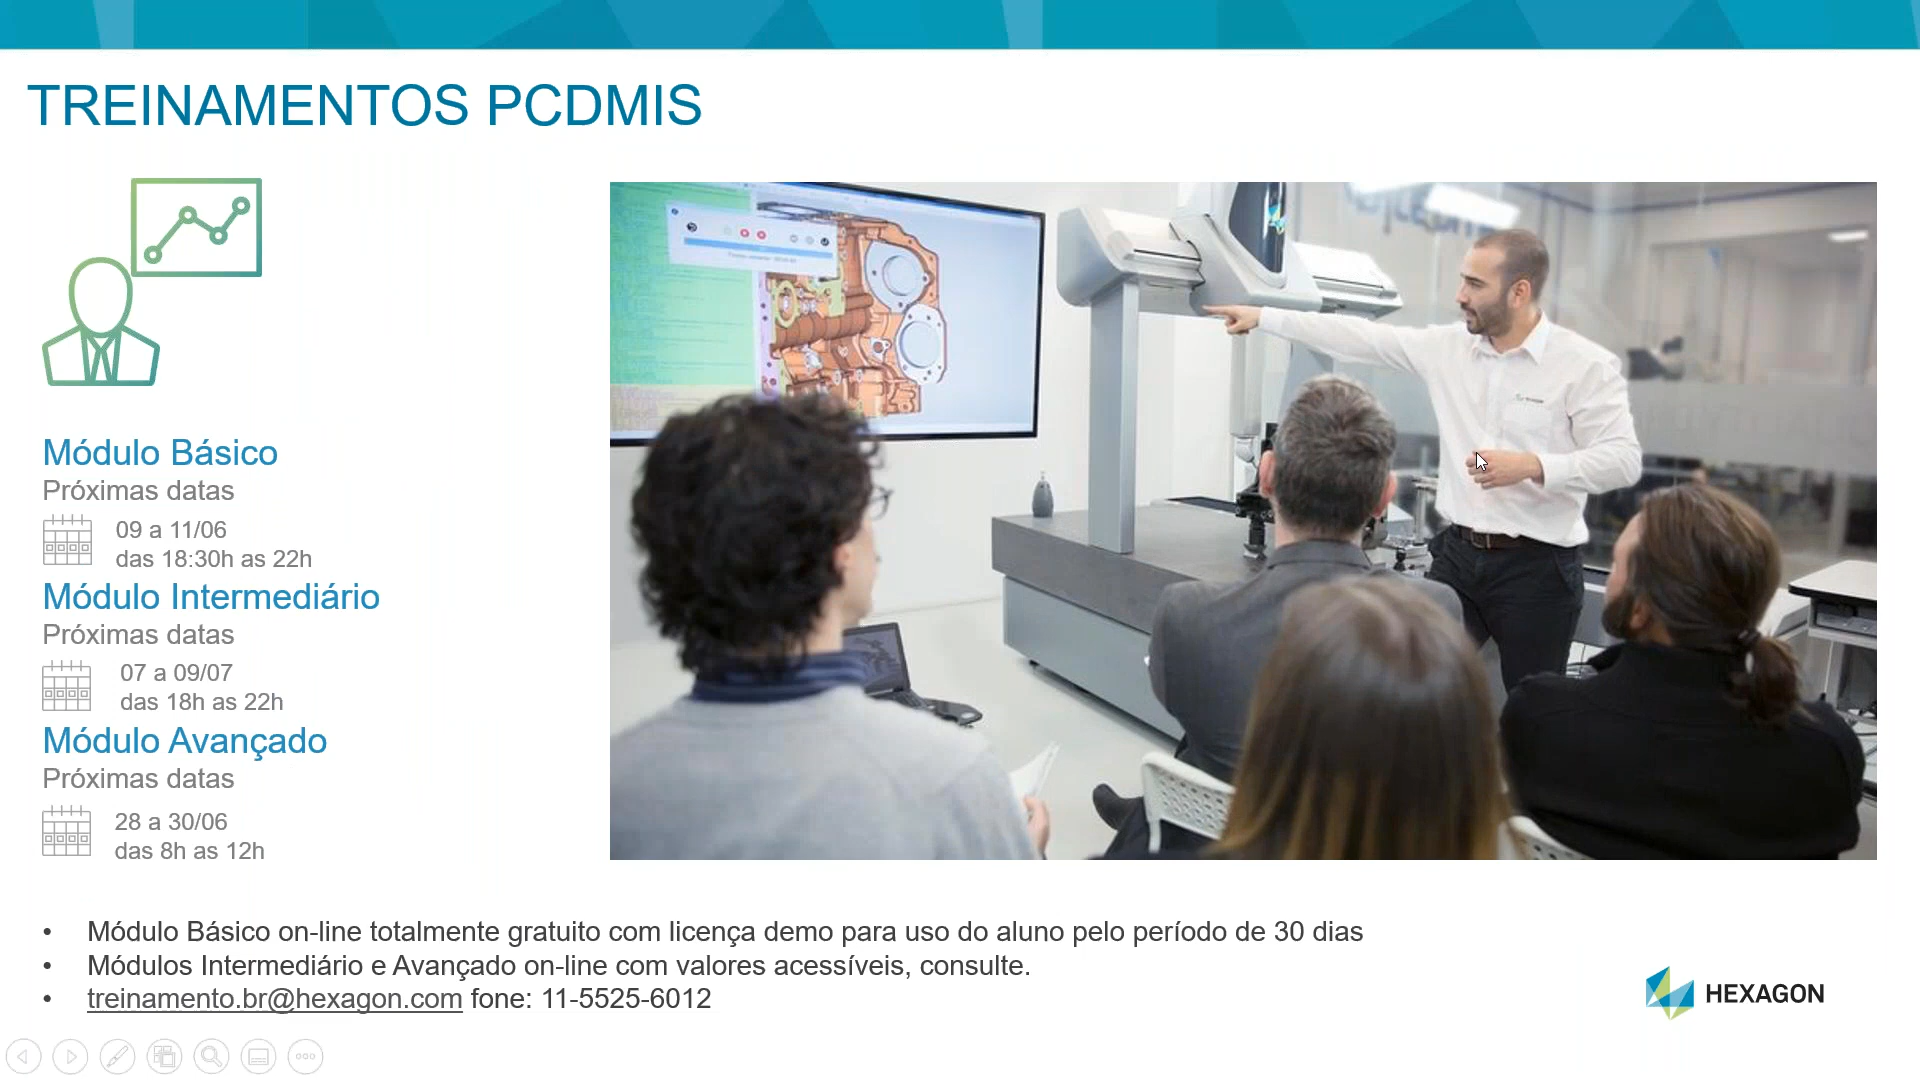 TREINAMENTOS PCDMIS
Módulo Básico
Próximas datas
09 a 11/06
das 18:30h as 22h
Módulo Intermediário
Próximas datas
07 a 09/07
das 18h as 22h
Módulo Avançado
Próximas datas
28 a 30/06
das 8h as 12h
• Módulo Básico on-line totalmente gratuito com licença demo para uso do aluno pelo período de 30 dias
• Módulos Intermediário e Avançado on-line com valores acessíveis, consulte.
• treinamento.br@hexagon.com fone: 11-5525-6012
HEXAGON